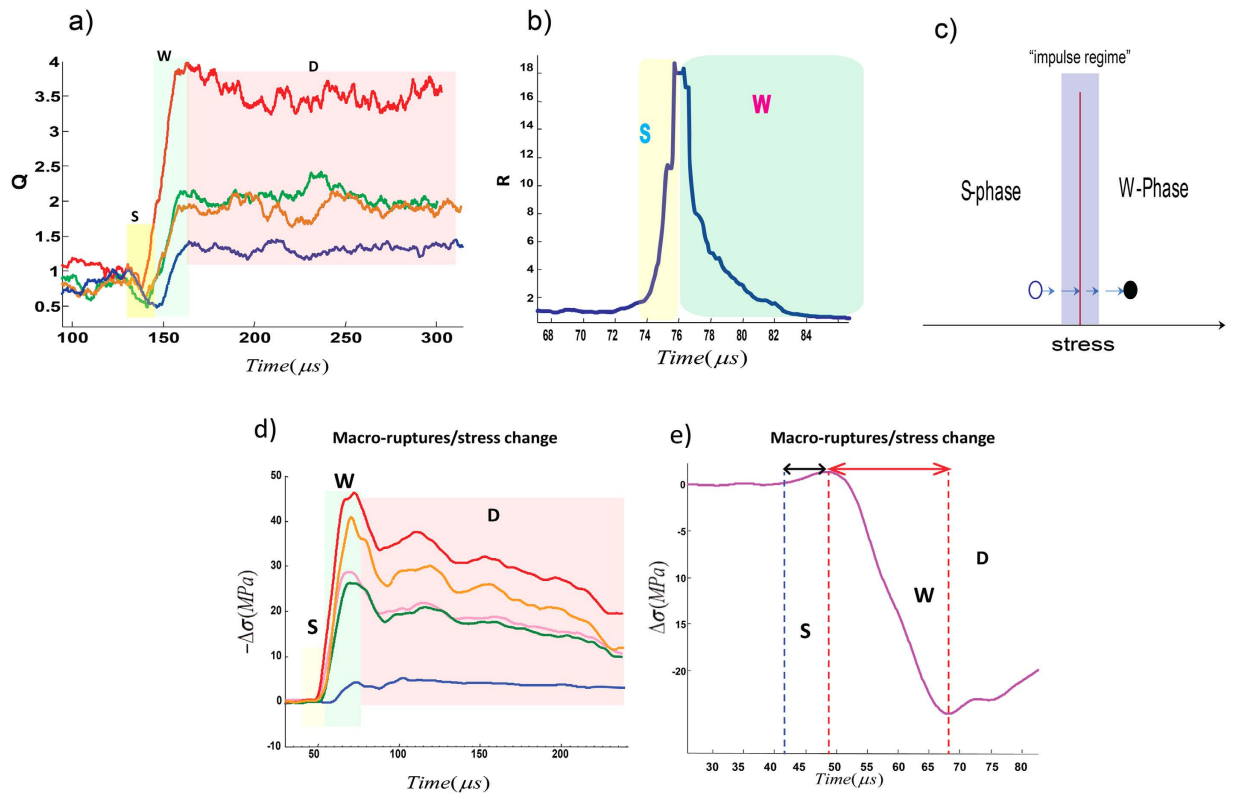 a)
W
D
S
Q
4
3.5
3
2.5
2
1.5
1
0.5
100
150
200
250
300
Time(μs)
b)
S
W
R
18
16
14
12
10
8
6
4
2
68
70
72
74
76
78
80
82
84
Time(μs)
c)
"impulse regime"
S-phase
W-Phase
stress
d)
Macro-ruptures/stress change
W
D
S
−Δσ(MPa)
50
40
30
20
10
0
-10
50
100
150
200
Time(μs)
e)
Macro-ruptures/stress change
D
W
S
Δσ(MPa)
0
-5
-5
10
15
-20
26
30
40
45
50
55
60
65
70
75
80
Time(μs)